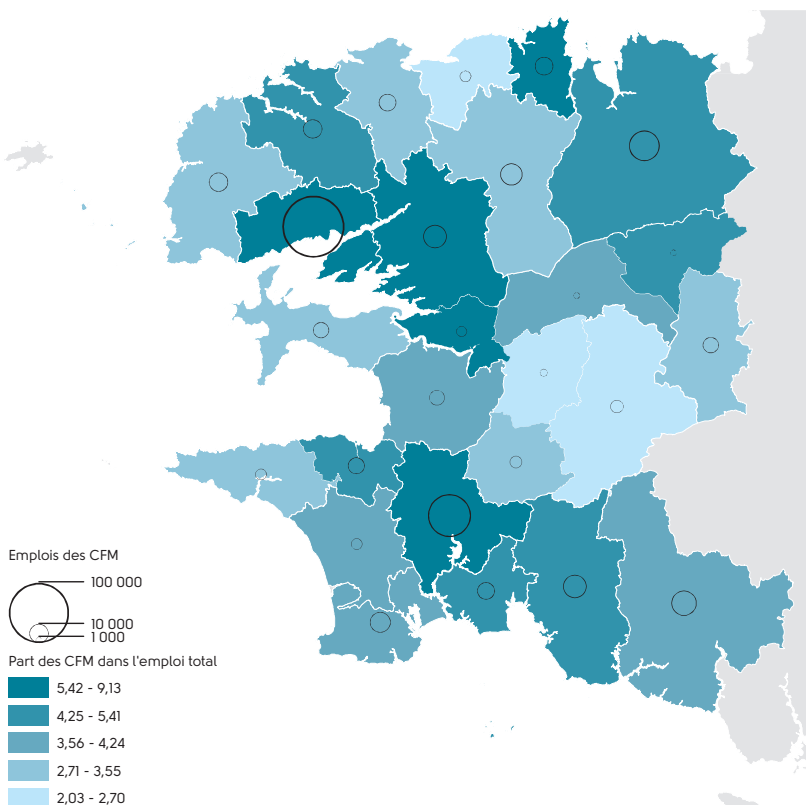 Emplois des CFM
100 000
10 000
1 000
Part des CFM dans l'emploi total
5,42 - 9,13
4,25 - 5,41
3,56 - 4,24
2,71 - 3,55
2,03 - 2,70